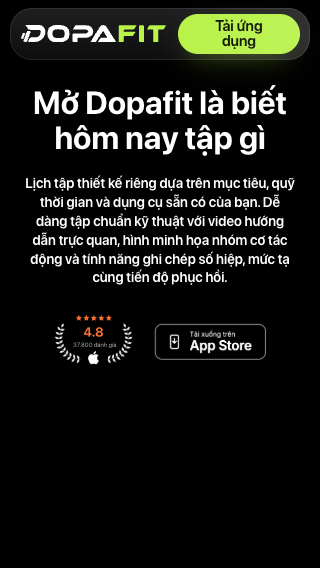 DOPAFIT
Tải ứng
dụng
Mở Dopafit là biết
hôm nay tập gì
Lịch tập thiết kế riêng dựa trên mục tiêu, quỹ
thời gian và dụng cụ sẵn có của bạn. Dễ
dàng tập chuẩn kỹ thuật với video hướng
dẫn trực quan, hình minh họa nhóm cơ tác
động và tính năng ghi chép số hiệp, mức tạ
cùng tiến độ phục hồi.
4.8
37.800 đánh giá
Tải xuống trên
App Store